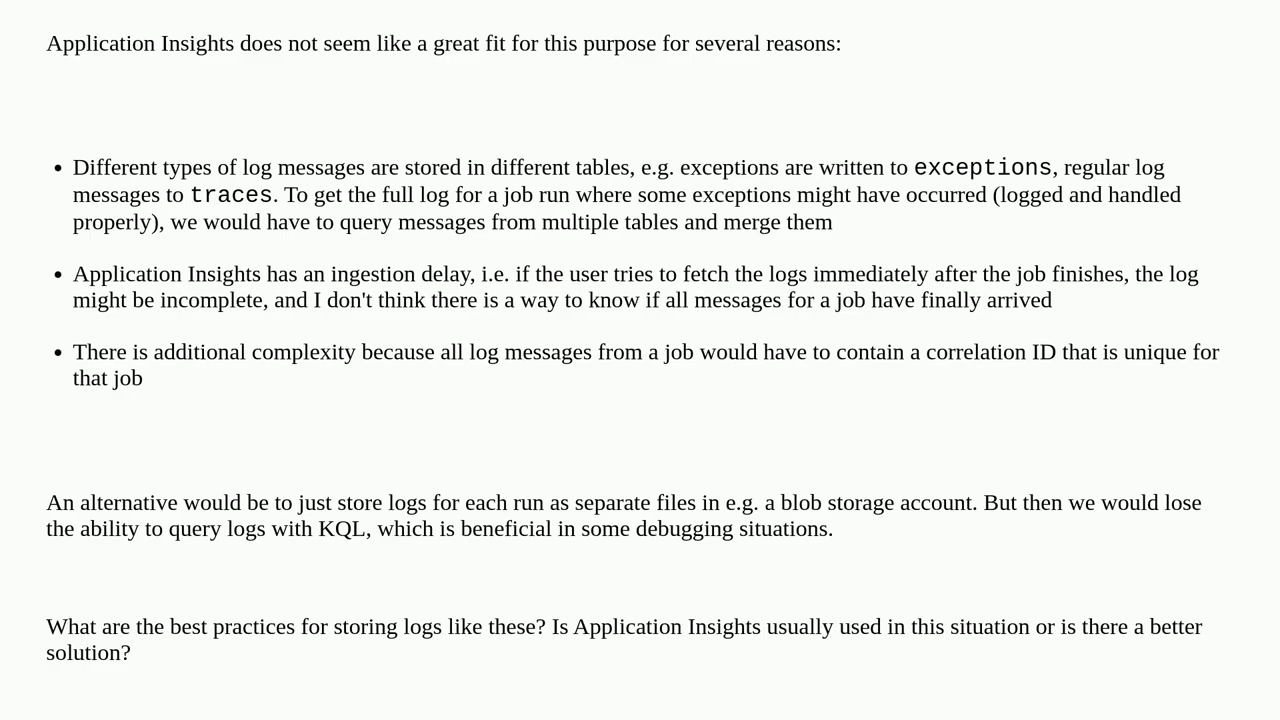 Application Insights does not seem like a great fit for this purpose for several reasons:
• Different types of log messages are stored in different tables, e.g. exceptions are written to exceptions, regular log
messages to traces. To get the full log for a job run where some exceptions might have occurred (logged and handled
properly), we would have to query messages from multiple tables and merge them
• Application Insights has an ingestion delay, i.e. if the user tries to fetch the logs immediately after the job finishes, the log
might be incomplete, and I don't think there is a way to know if all messages for a job have finally arrived
• There is additional complexity because all log messages from a job would have to contain a correlation ID that is unique for
that job
An alternative would be to just store logs for each run as separate files in e.g. a blob storage account. But then we would lose
the ability to query logs with KQL, which is beneficial in some debugging situations.
What are the best practices for storing logs like these? Is Application Insights usually used in this situation or is there a better
solution?